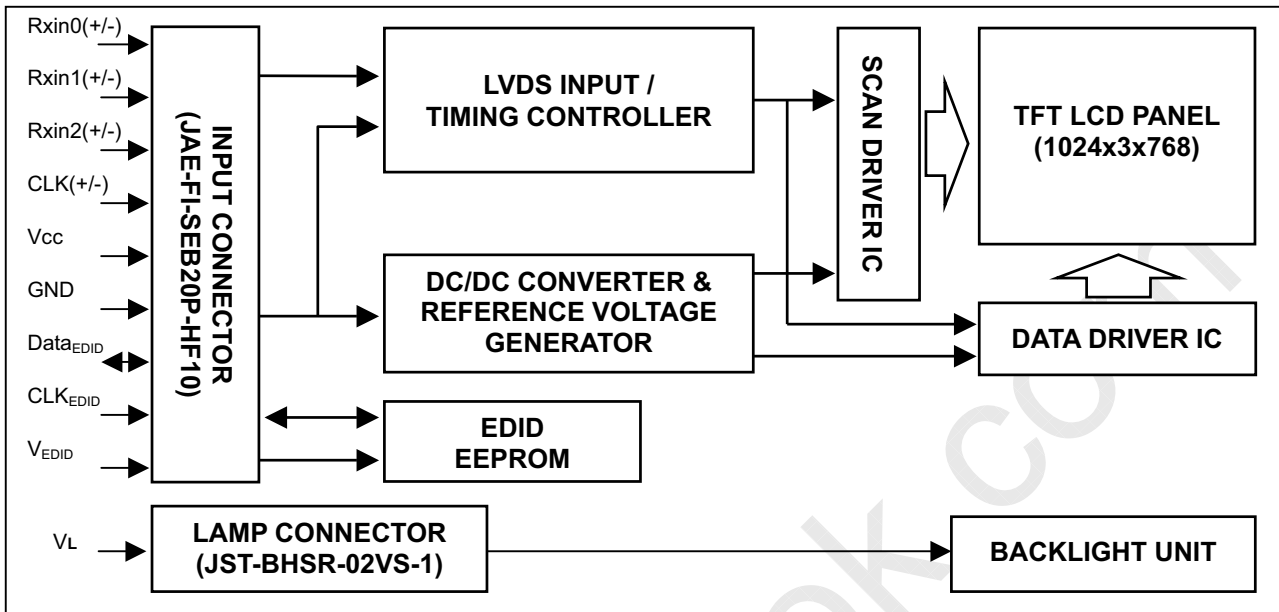 Rxin0(+/-)
Rxin1(+/-)
Rxin2(+/-)
CLK(+/-)
Vcc
GND
DataEDID
CLKEDID
VEDID
VL
INPUT CONNECTOR
(JAE-FI-SEB20P-HF10)
LVDS INPUT /
TIMING CONTROLLER
DC/DC CONVERTER &
REFERENCE VOLTAGE
GENERATOR
EDID
EEPROM
LAMP CONNECTOR
(JST-BHSR-02VS-1)
SCAN DRIVER IC
TFT LCD PANEL
(1024x3x768)
DATA DRIVER IC
BACKLIGHT UNIT